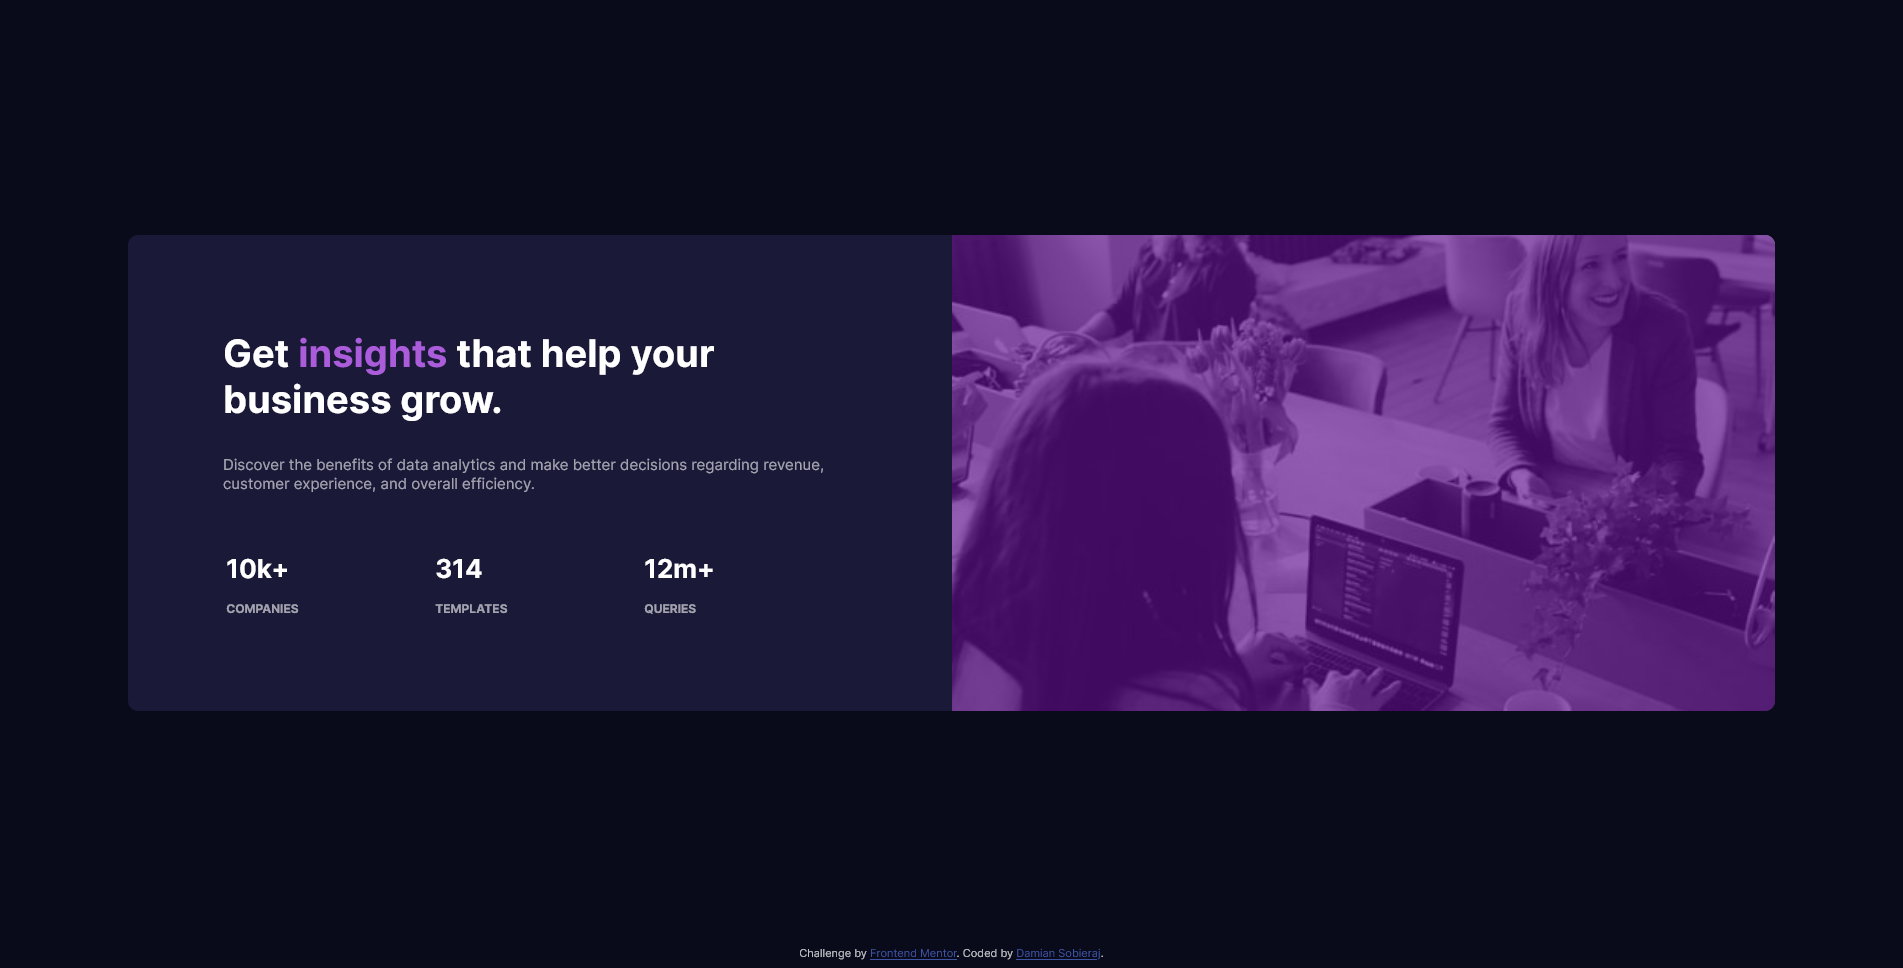 Get insights that help your
business grow.
Discover the benefits of data analytics and make better decisions regarding revenue,
customer experience, and overall efficiency.
10k+ 314 12m+
COMPANIES TEMPLATES QUERIES
Challenge by Frontend Mentor. Coded by Damian Sobieraj.